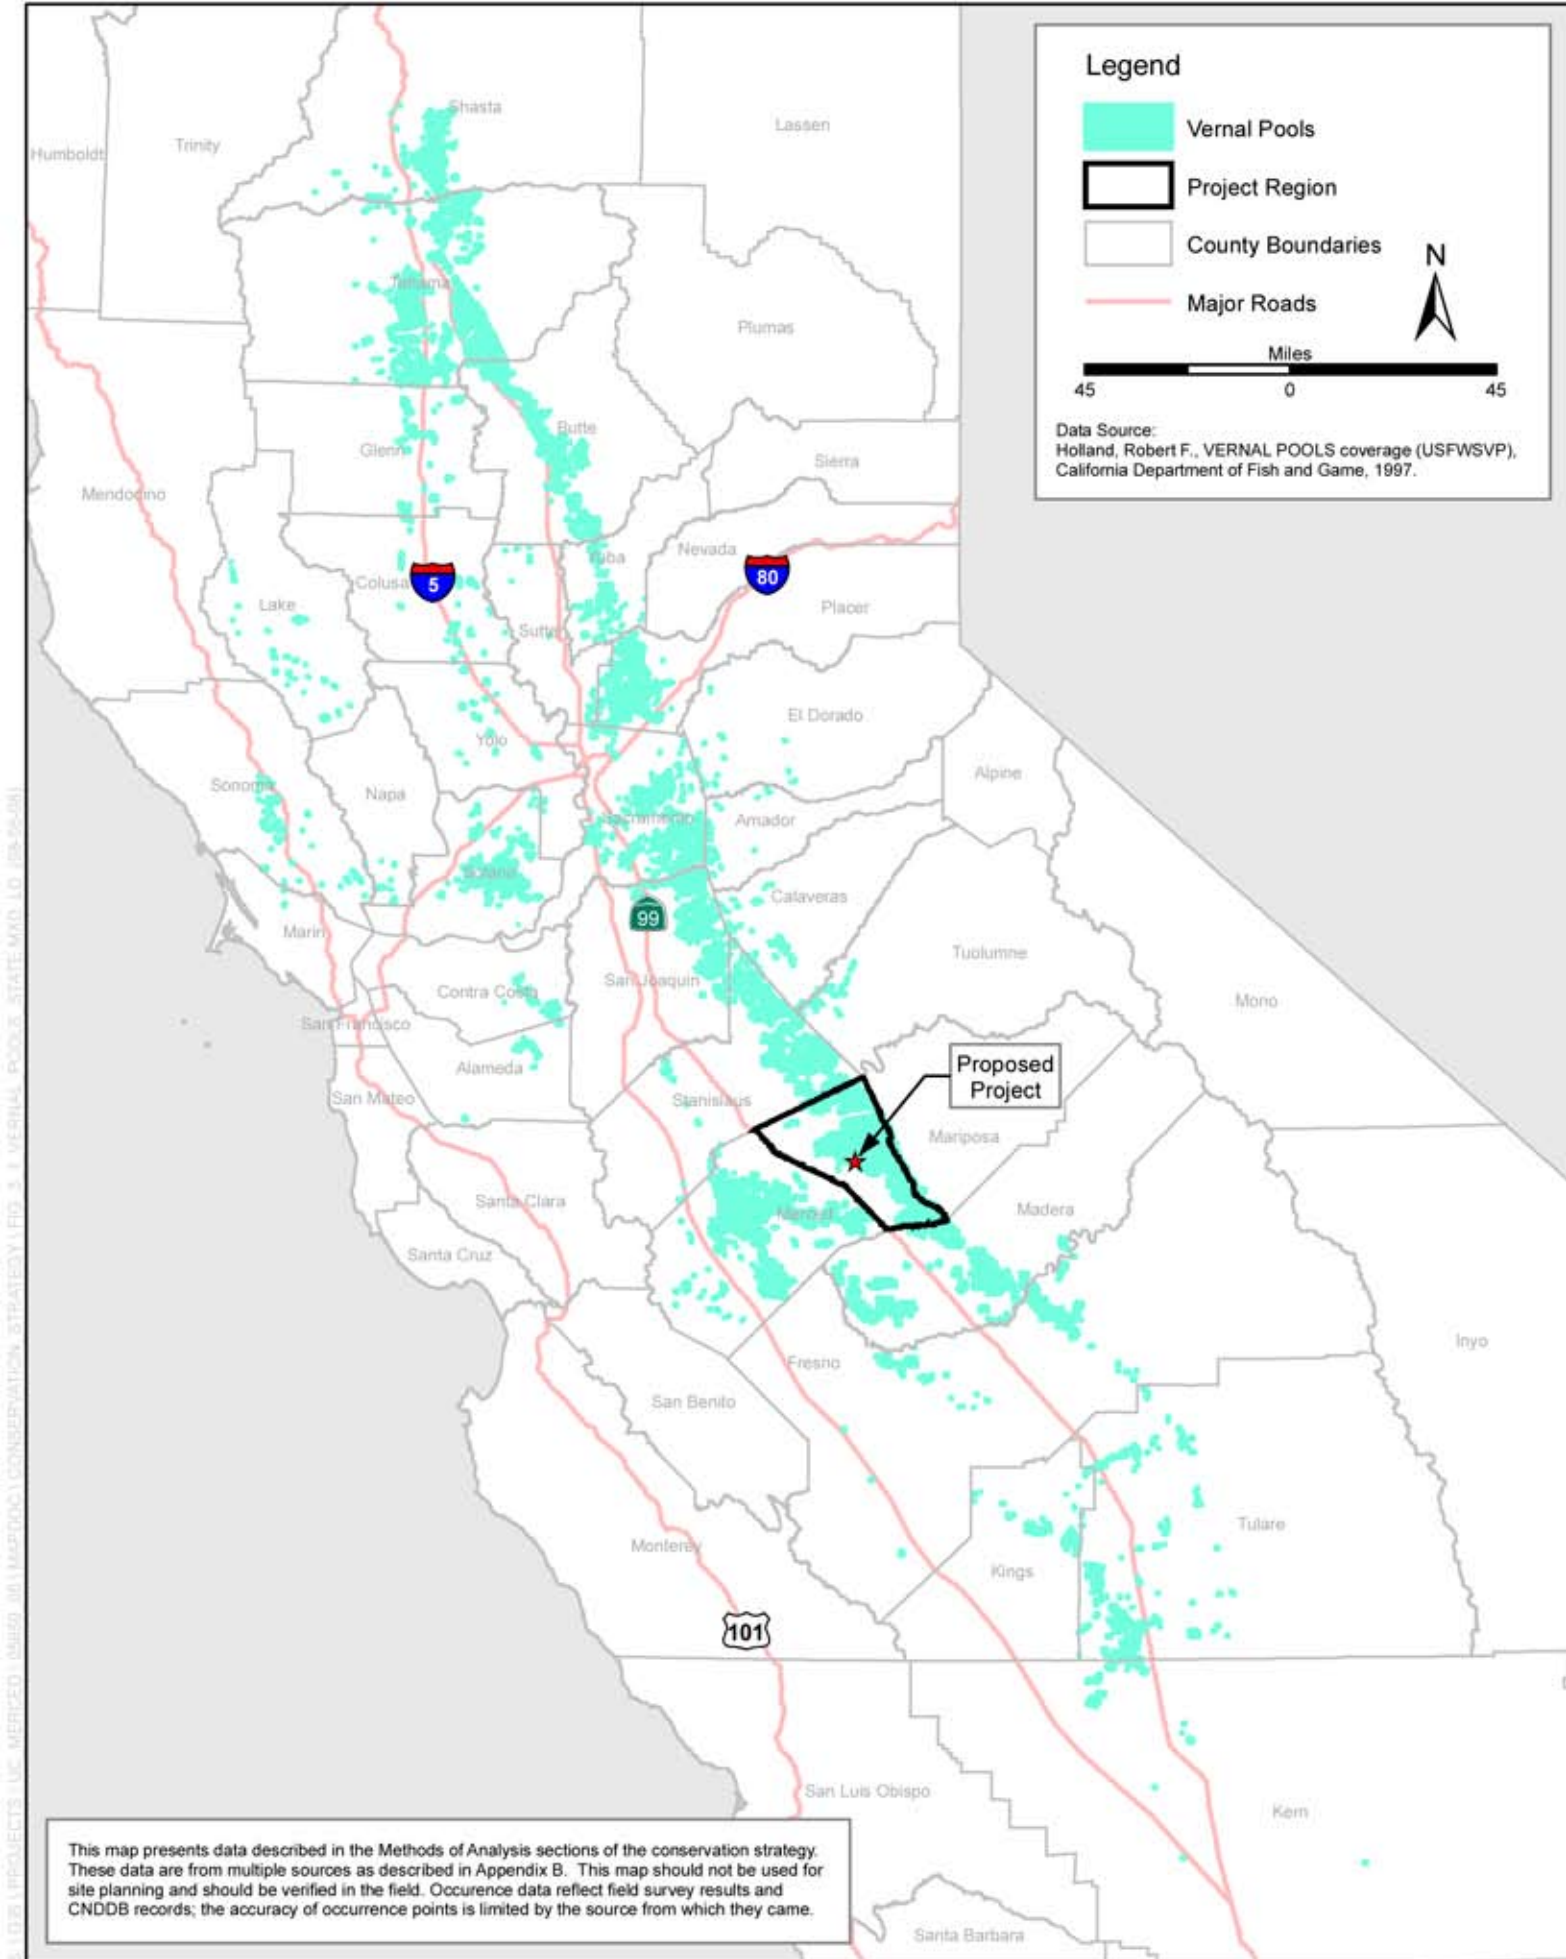 Legend
Vernal Pools
Project Region
County Boundaries
Major Roads
N
Miles
45 0 45
Data Source:
Holland, Robert F., VERNAL POOLS coverage (USFWSVP),
California Department of Fish and Game, 1997.
Shasta
Lassen
Trinity
Humboldt
Tehama
Plumas
Butte
Glenn
Sierra
Mendocino
Nevada
Yuba
80
5
Colusa
Lake
Placer
Sutter
El Dorado
Yolo
Alpine
Sonoma
Napa
Sacramento
Amador
Solano
Calaveras
99
Marin
Tuolumne
San Joaquin
Contra Costa
Mono
San Francisco
Alameda
Proposed
Project
San Mateo
Stanislaus
Mariposa
Santa Clara
Merced
Madera
Santa Cruz
Inyo
Fresno
San Benito
Tulare
Monterey
Kings
101
San Luis Obispo
Kern
Santa Barbara
This map presents data described in the Methods of Analysis sections of the conservation strategy.
These data are from multiple sources as described in Appendix B. This map should not be used for
site planning and should be verified in the field. Occurence data reflect field survey results and
CNDDB records; the accuracy of occurrence points is limited by the source from which they came.